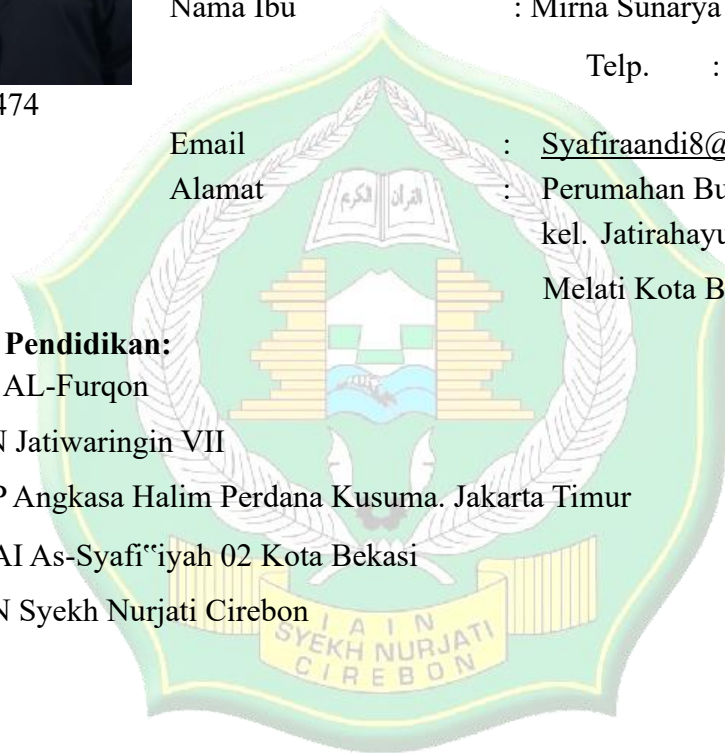 Nama Ibu : Mirna Sunarya
Telp. :
474
Email : Syafiraandi8@
Alamat : Perumahan Bu
kel. Jatirahayu
Melati Kota B
القرآن الكريم
Pendidikan:
AL-Furqon
N Jatiwaringin VII
P Angkasa Halim Perdana Kusuma. Jakarta Timur
AI As-Syafi“iyah 02 Kota Bekasi
N Syekh Nurjati Cirebon
I A I N
SYEKH NURJATI
CIREBON